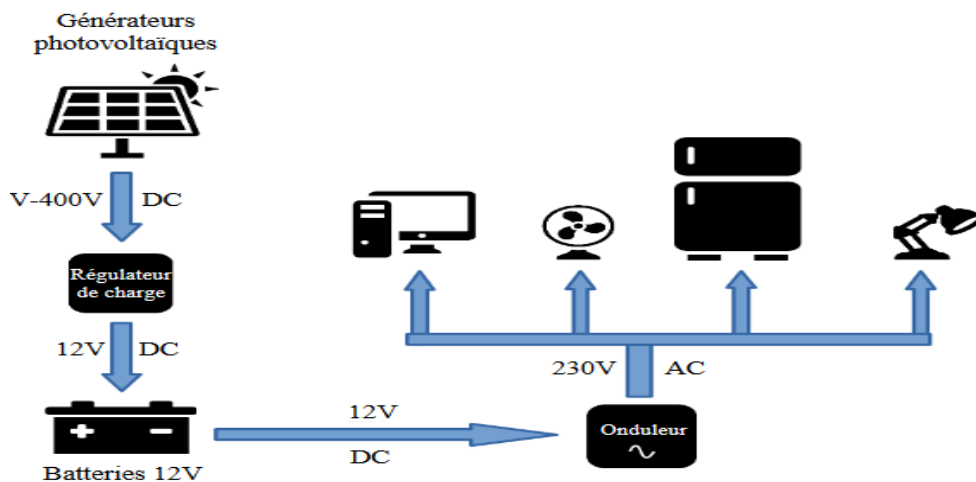 Générateurs
photovoltaïques
V-400V DC
Régulateur
de charge
12V DC
Batteries 12V
12V
DC
Onduleur
230V AC